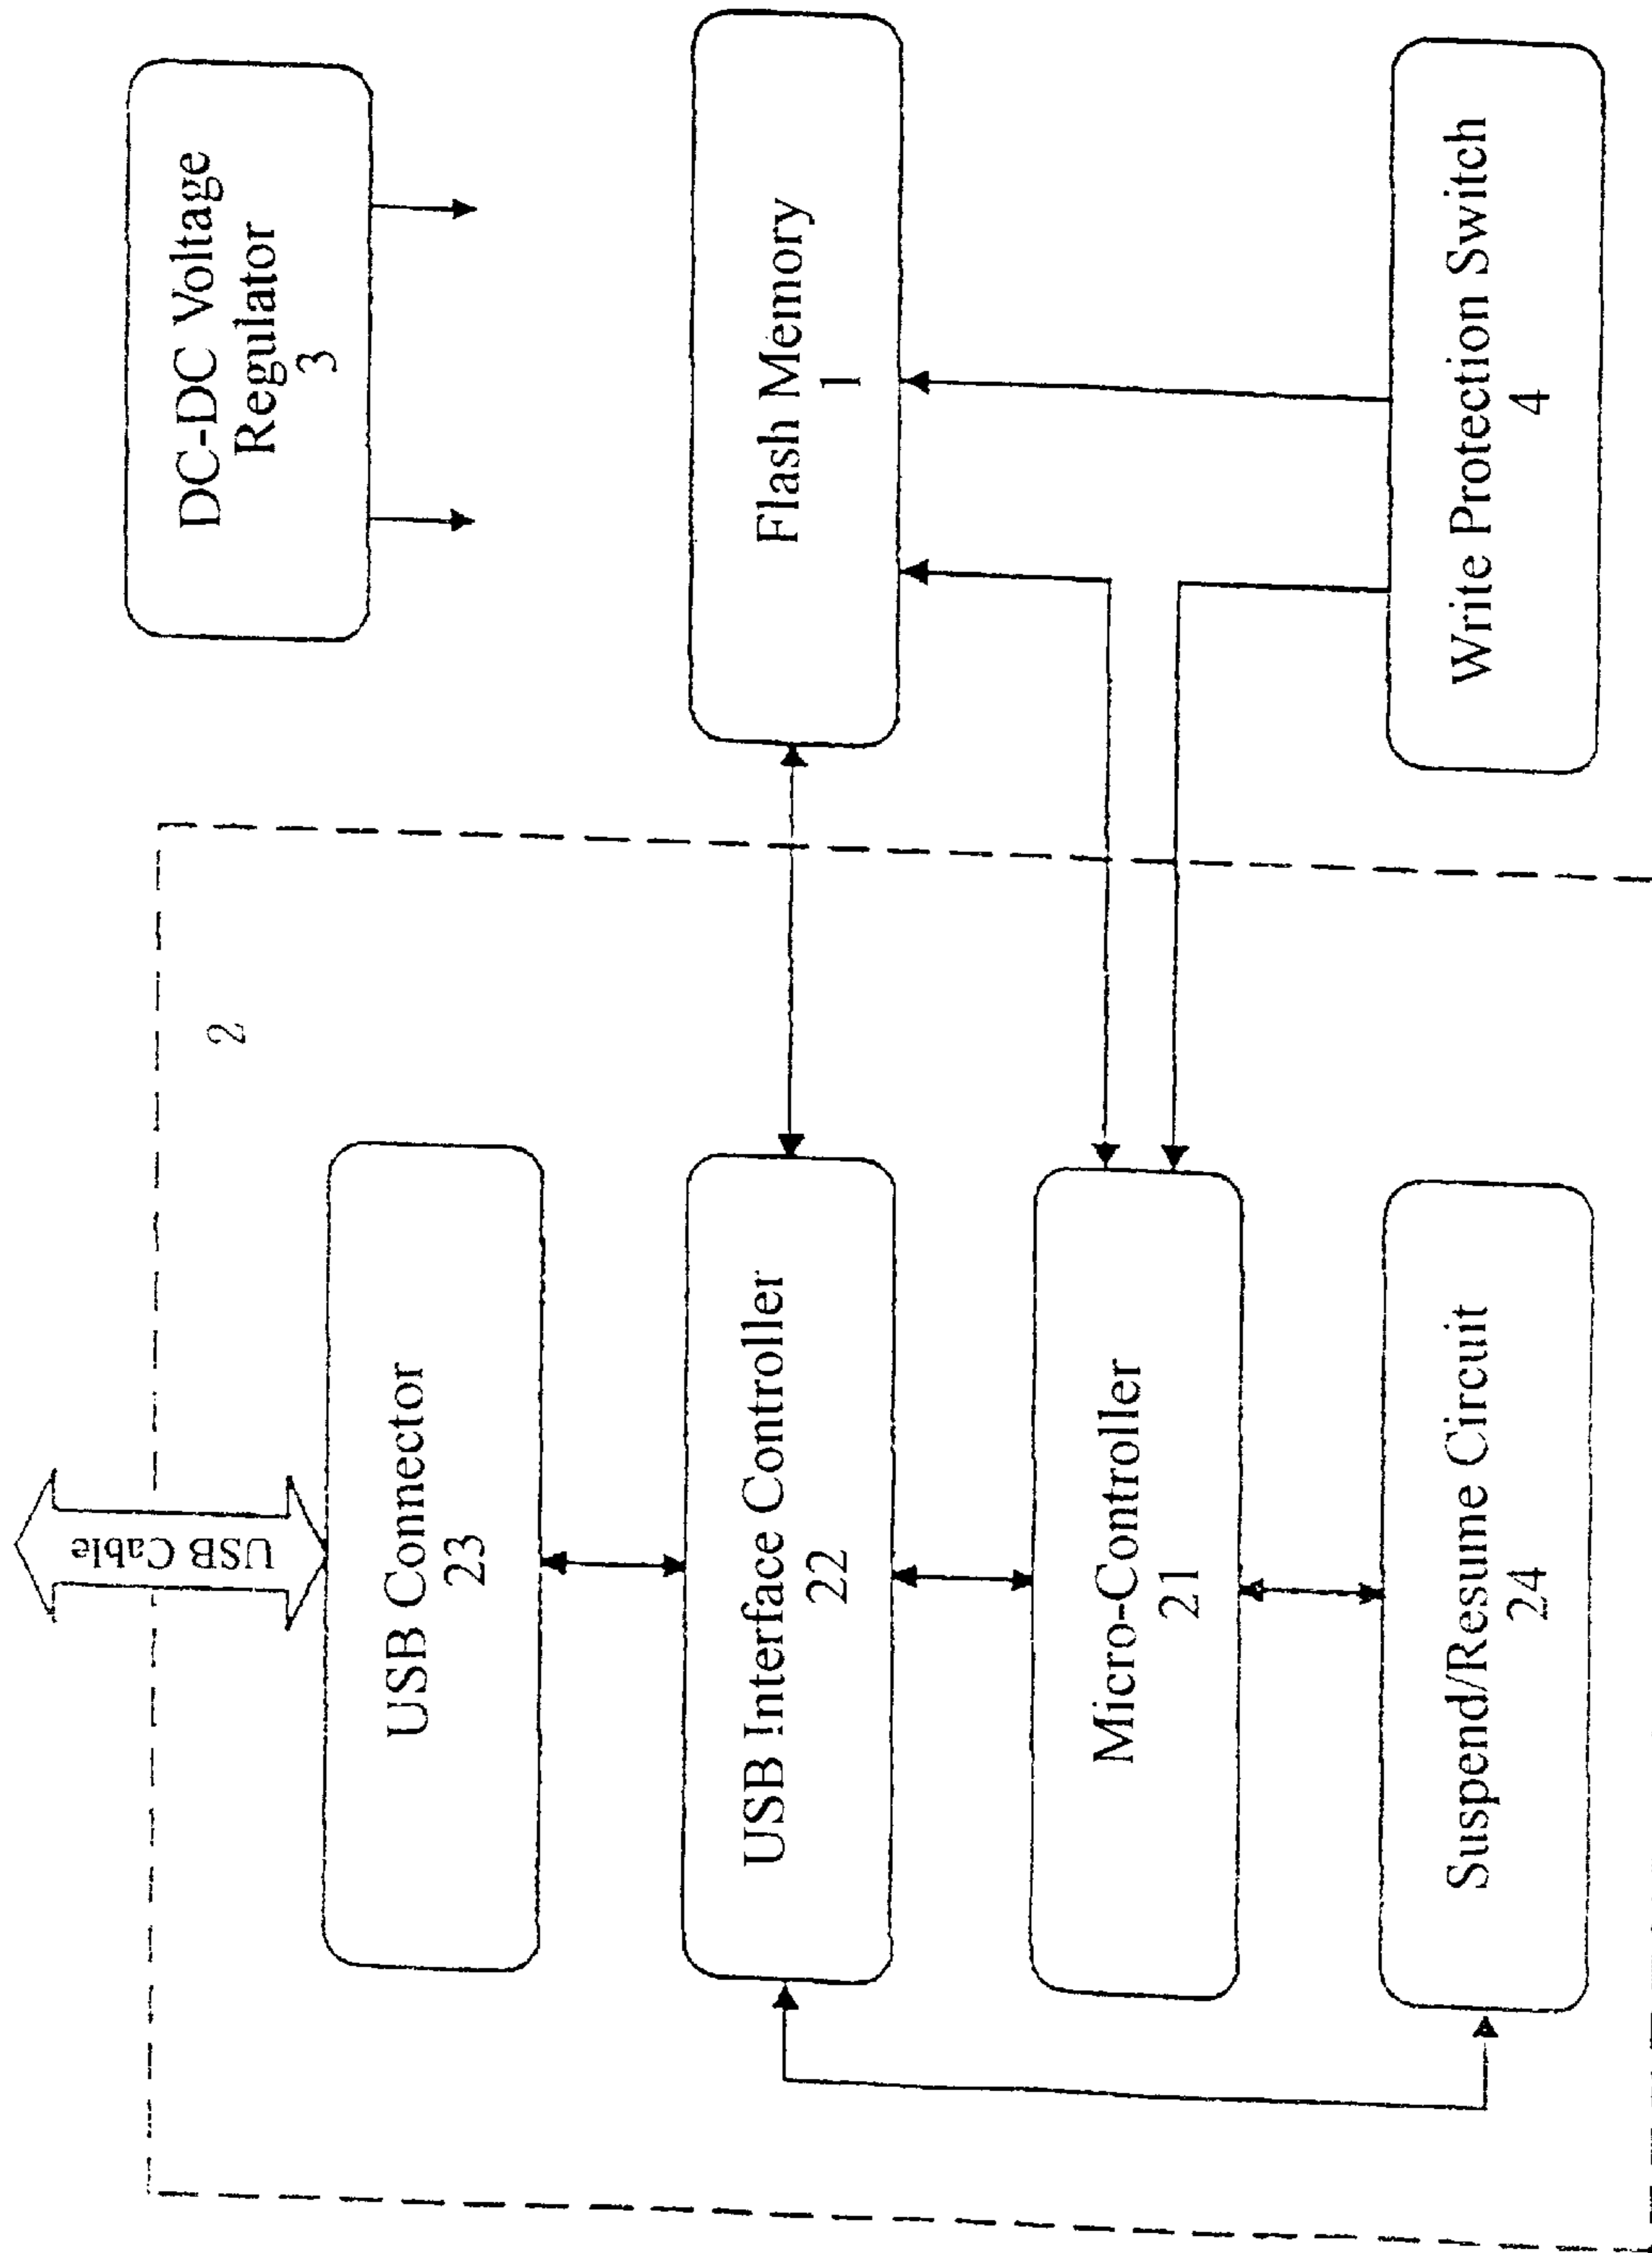 USB Cable
2
USB Connector
23
USB Interface Controller
22
Micro-Controller
21
Suspend/Resume Circuit
24
DC-DC Voltage
Regulator
3
Flash Memory
1
Write Protection Switch
4